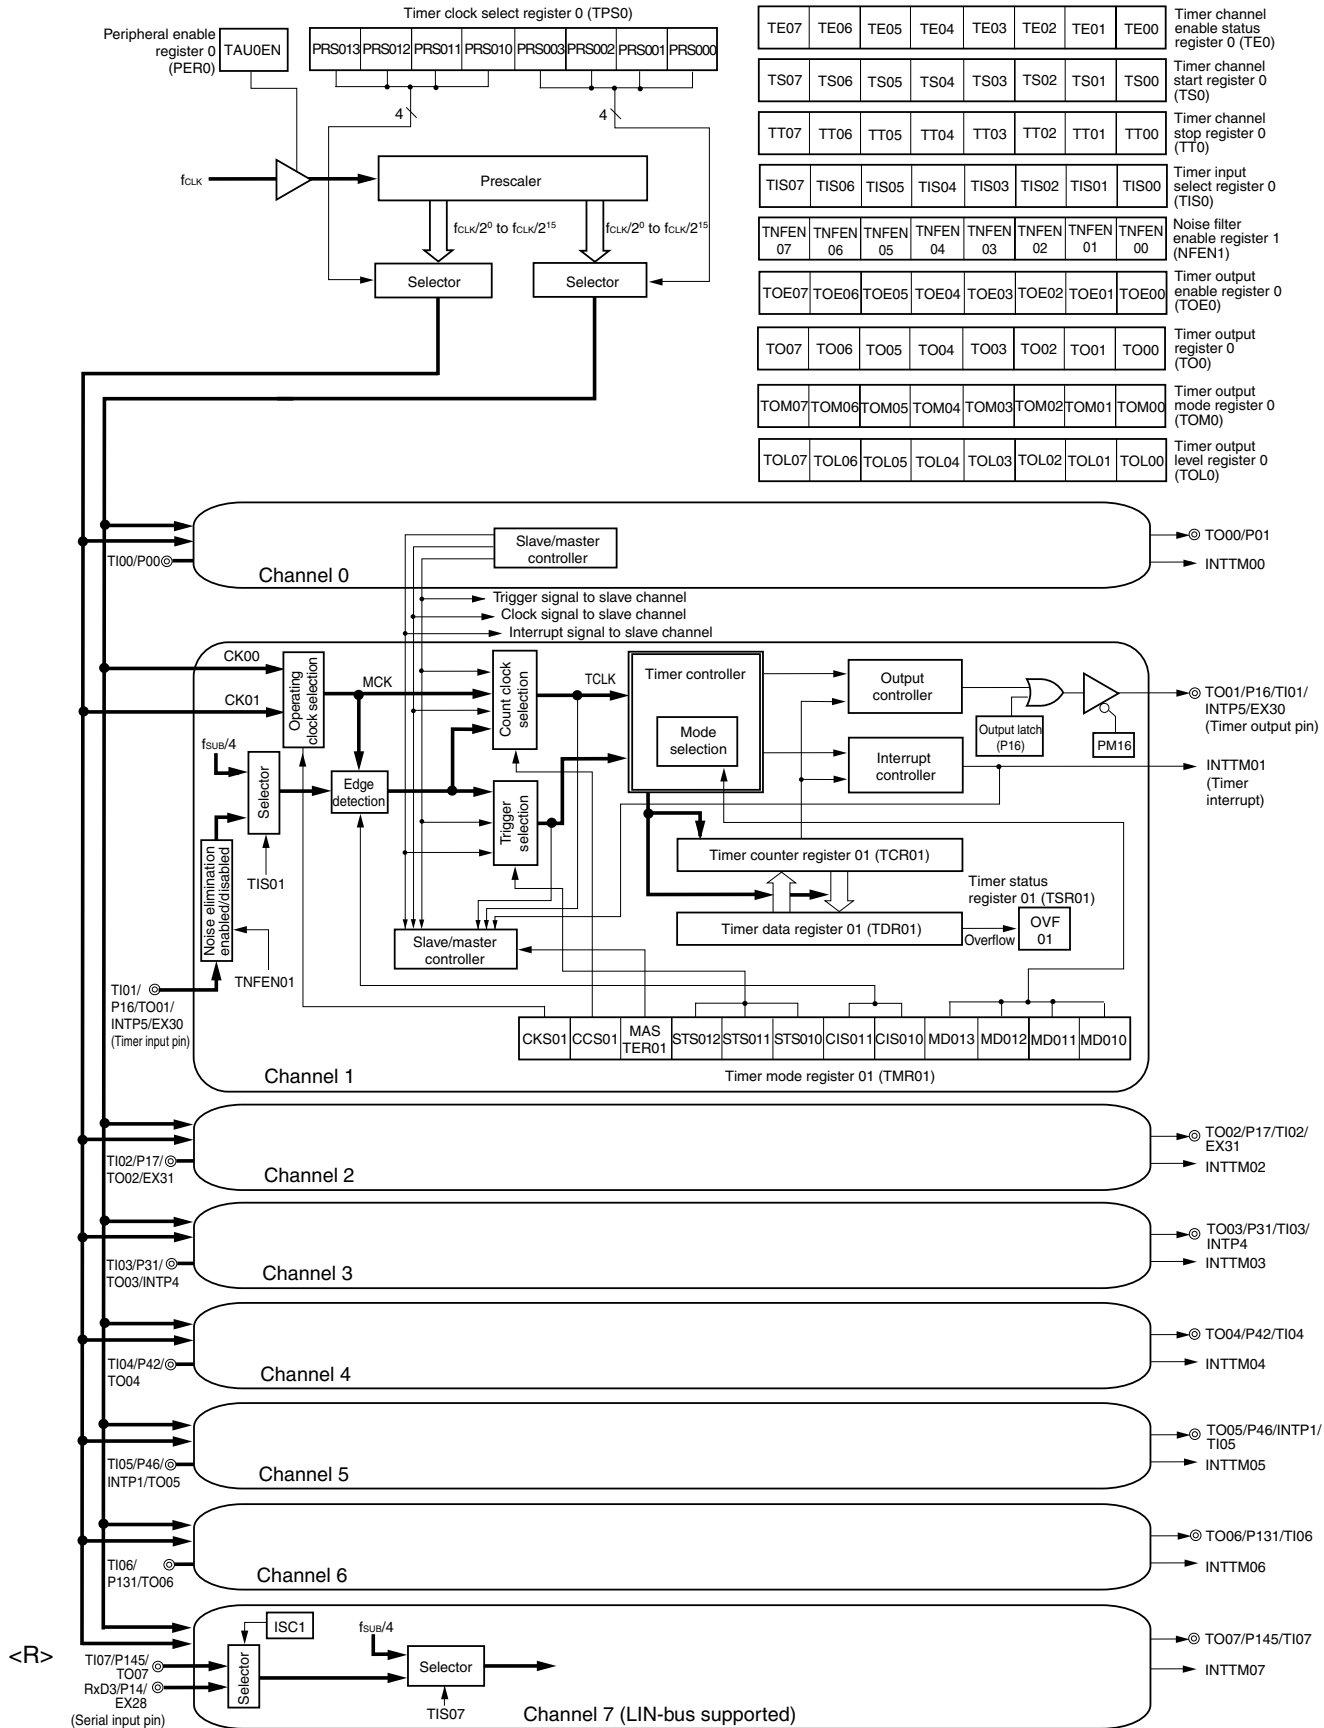 Timer clock select register 0 (TPS0)
Peripheral enable
register 0
(PER0)
TAU0EN
PRS013 PRS012 PRS011 PRS010 PRS003 PRS002 PRS001 PRS000
4
4
fCLK
Prescaler
fCLK/2⁰ to fCLK/2¹⁵
fCLK/2⁰ to fCLK/2¹⁵
Selector
Selector
TE07 TE06 TE05 TE04 TE03 TE02 TE01 TE00
Timer channel
enable status
register 0 (TE0)
TS07 TS06 TS05 TS04 TS03 TS02 TS01 TS00
Timer channel
start register 0
(TS0)
TT07 TT06 TT05 TT04 TT03 TT02 TT01 TT00
Timer channel
stop register 0
(TT0)
TIS07 TIS06 TIS05 TIS04 TIS03 TIS02 TIS01 TIS00
Timer input
select register 0
(TIS0)
TNFEN TNFEN TNFEN TNFEN TNFEN TNFEN TNFEN TNFEN
07 06 05 04 03 02 01 00
Noise filter
enable register 1
(NFEN1)
TOE07 TOE06 TOE05 TOE04 TOE03 TOE02 TOE01 TOE00
Timer output
enable register 0
(TOE0)
TO07 TO06 TO05 TO04 TO03 TO02 TO01 TO00
Timer output
register 0
(TO0)
TOM07 TOM06 TOM05 TOM04 TOM03 TOM02 TOM01 TOM00
Timer output
mode register 0
(TOM0)
TOL07 TOL06 TOL05 TOL04 TOL03 TOL02 TOL01 TOL00
Timer output
level register 0
(TOL0)
TI00/P00
Slave/master
controller
Channel 0
TO00/P01
INTTM00
Trigger signal to slave channel
Clock signal to slave channel
Interrupt signal to slave channel
CK00
CK01
Operating
clock selection
MCK
Count clock
selection
TCLK
Timer controller
Mode
selection
Output
controller
Output latch
(P16)
PM16
TO01/P16/TI01/
INTP5/EX30
(Timer output pin)
Interrupt
controller
INTTM01
(Timer
interrupt)
fSUB/4
Selector
TIS01
Edge
detection
Trigger
selection
Noise elimination
enabled/disabled
TNFEN01
TI01/
P16/TO01/
INTP5/EX30
(Timer input pin)
Timer counter register 01 (TCR01)
Timer status
register 01 (TSR01)
Timer data register 01 (TDR01)
Overflow
OVF
01
Slave/master
controller
CKS01 CCS01 MAS
TER01 STS012 STS011 STS010 CIS011 CIS010 MD013 MD012 MD011 MD010
Timer mode register 01 (TMR01)
Channel 1
TI02/P17/
TO02/EX31
Channel 2
TO02/P17/TI02/
EX31
INTTM02
TI03/P31/
TO03/INTP4
Channel 3
TO03/P31/TI03/
INTP4
INTTM03
TI04/P42/
TO04
Channel 4
TO04/P42/TI04
INTTM04
TI05/P46/
INTP1/TO05
Channel 5
TO05/P46/INTP1/
TI05
INTTM05
TI06/
P131/TO06
Channel 6
TO06/P131/TI06
INTTM06
<R>
TI07/P145/
TO07
RxD3/P14/
EX28
(Serial input pin)
ISC1
Selector
fSUB/4
Selector
TIS07
Channel 7 (LIN-bus supported)
TO07/P145/TI07
INTTM07